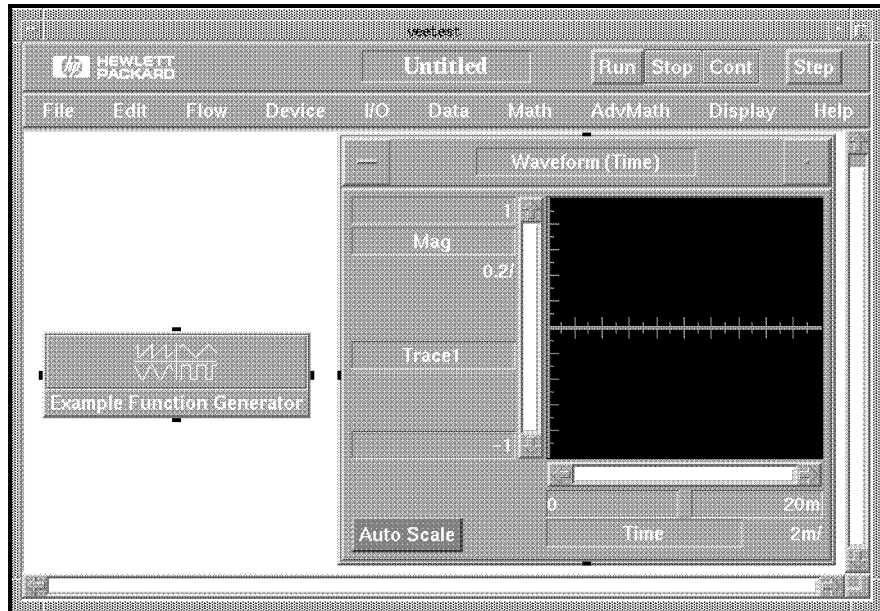 veetest
hp HEWLETT PACKARD Untitled Run Stop Cont Step
File Edit Flow Device I/O Data Math AdvMath Display Help
Waveform (Time)
1
Mag
0.2/
Trace1
-1
Example Function Generator
0 20m
Auto Scale Time 2m/